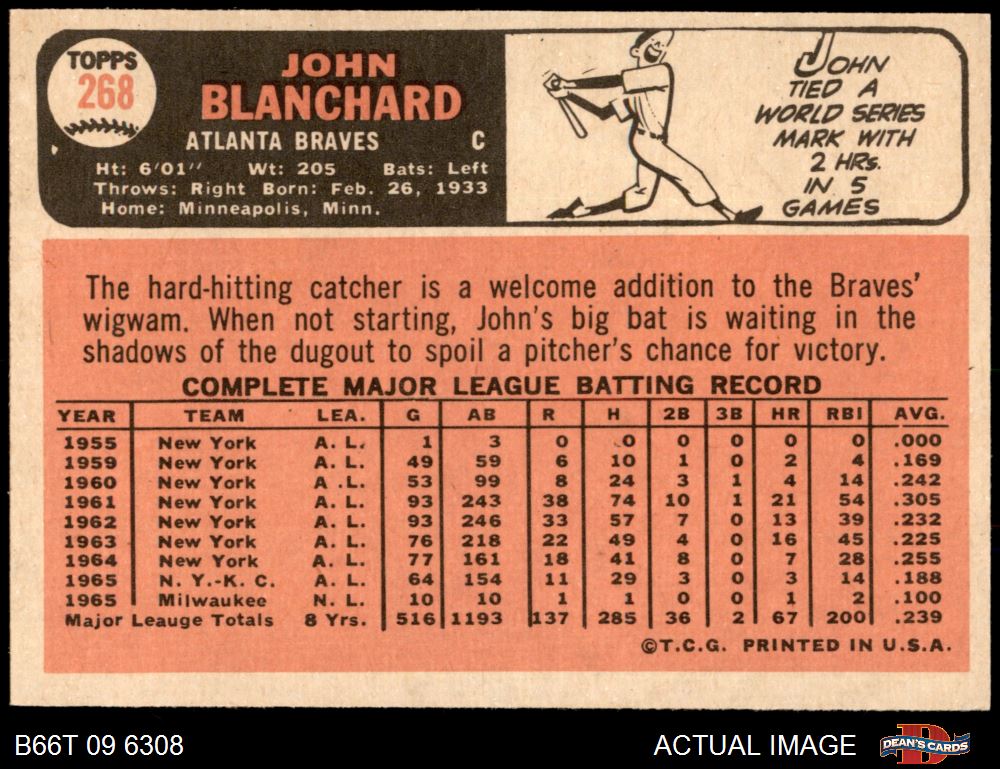 TOPPS
268
JOHN
BLANCHARD
ATLANTA BRAVES C
Ht: 6'01" Wt: 205 Bats: Left
Throws: Right Born: Feb. 26, 1933
Home: Minneapolis, Minn.
JOHN
TIED A
WORLD SERIES
MARK WITH
2 HRs.
IN 5
GAMES
The hard-hitting catcher is a welcome addition to the Braves'
wigwam. When not starting, John's big bat is waiting in the
shadows of the dugout to spoil a pitcher's chance for victory.
COMPLETE MAJOR LEAGUE BATTING RECORD
YEAR TEAM LEA. G AB R H 2B 3B HR RBI AVG.
1955 New York A. L. 1 3 0 0 0 0 0 0 .000
1959 New York A. L. 49 59 6 10 1 0 2 4 .169
1960 New York A .L. 53 99 8 24 3 1 4 14 .242
1961 New York A. L. 93 243 38 74 10 1 21 54 .305
1962 New York A. L. 93 246 33 57 7 0 13 39 .232
1963 New York A. L. 76 218 22 49 4 0 16 45 .225
1964 New York A. L. 77 161 18 41 8 0 7 28 .255
1965 N. Y.-K. C. A. L. 64 154 11 29 3 0 3 14 .188
1965 Milwaukee N. L. 10 10 1 1 0 0 1 2 .100
Major Leauge Totals 8 Yrs. 516 1193 137 285 36 2 67 200 .239
©T.C.G. PRINTED IN U.S.A.
B66T 09 6308 ACTUAL IMAGE DEAN'S CARDS